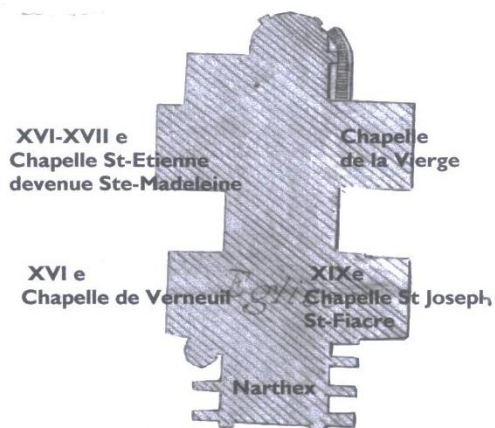 XVI-XVII e
Chapelle St-Etienne
devenue Ste-Madeleine
Chapelle
de la Vierge
XVI e
Chapelle de Verneuil
Eglise
XIXe
Chapelle St Joseph,
St-Fiacre
Narthex